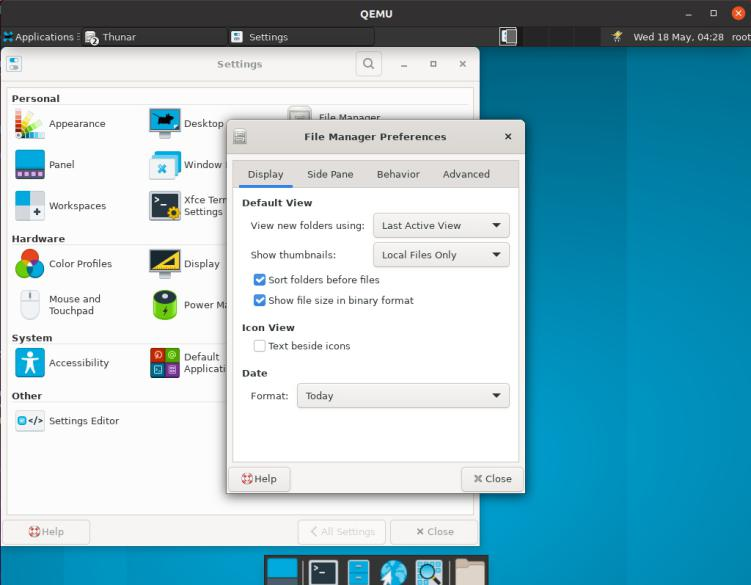 QEMU
Applications
2 Thunar
Settings
Wed 18 May, 04:28
root
Settings
Personal
Appearance
Desktop
File Manager
Panel
Window
Workspaces
Xfce Ter
Settings
Hardware
Color Profiles
Display
Mouse and
Touchpad
Power Ma
System
Accessibility
Default
Applicati
Other
Settings Editor
Help
All Settings
Close
File Manager Preferences
Display
Side Pane
Behavior
Advanced
Default View
View new folders using: Last Active View
Show thumbnails: Local Files Only
Sort folders before files
Show file size in binary format
Icon View
Text beside icons
Date
Format: Today
Help
Close